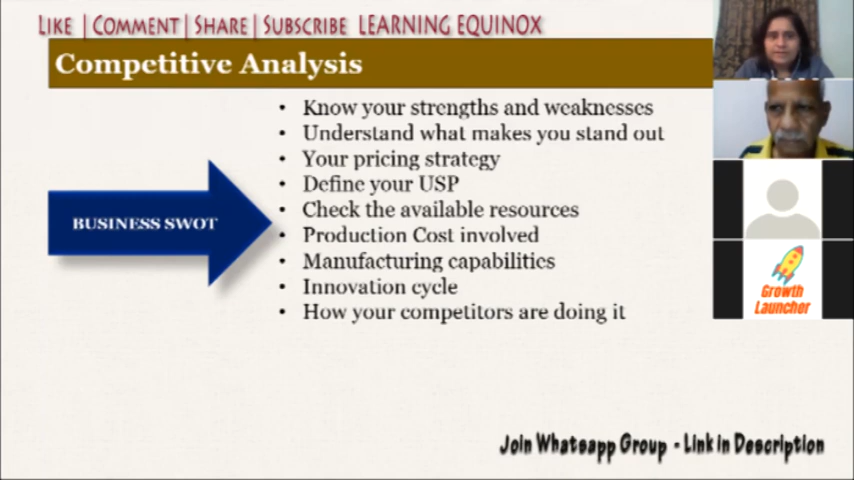 LIKE | COMMENT | SHARE | SUBSCRIBE LEARNING EQUINOX
Competitive Analysis
• Know your strengths and weaknesses
• Understand what makes you stand out
• Your pricing strategy
• Define your USP
• Check the available resources
• Production Cost involved
• Manufacturing capabilities
• Innovation cycle
• How your competitors are doing it
BUSINESS SWOT
Growth
Launcher
Join Whatsapp Group - Link in Description